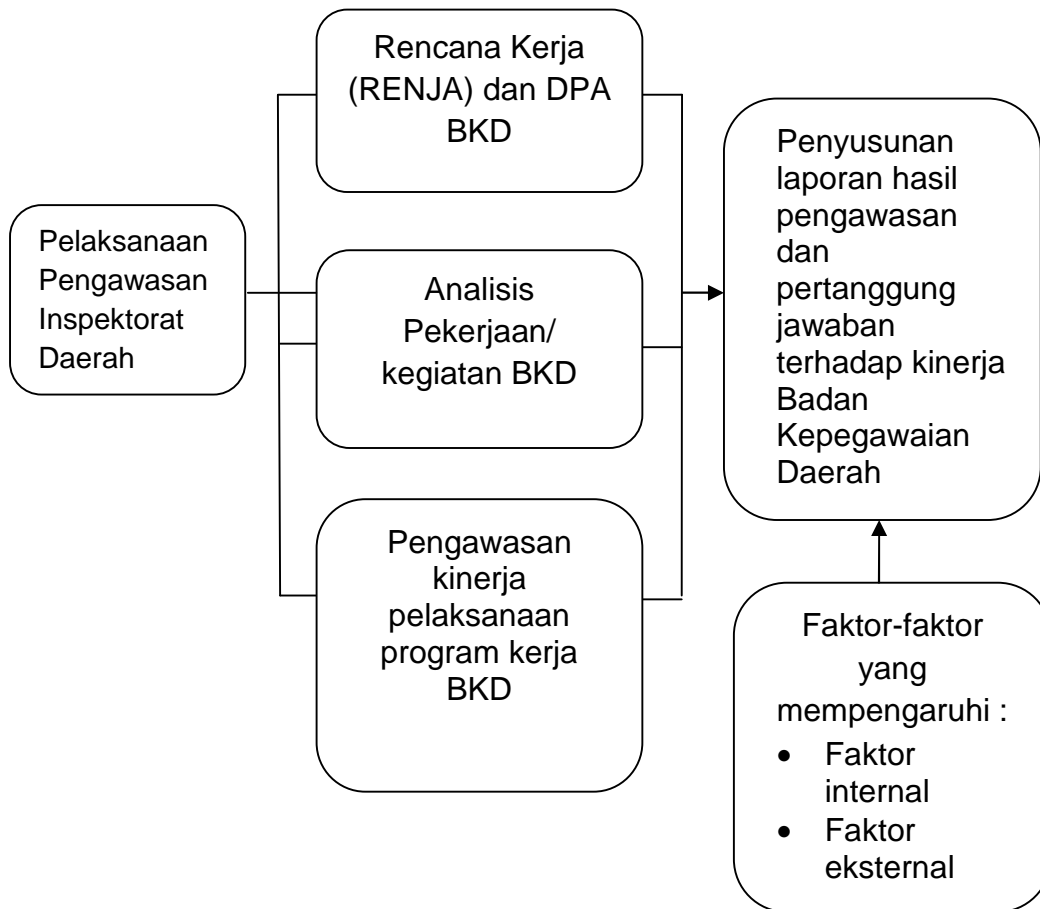 Pelaksanaan
Pengawasan
Inspektorat
Daerah
Rencana Kerja
(RENJA) dan DPA
BKD
Analisis
Pekerjaan/
kegiatan BKD
Pengawasan
kinerja
pelaksanaan
program kerja
BKD
Penyusunan
laporan hasil
pengawasan
dan
pertanggung
jawaban
terhadap kinerja
Badan
Kepegawaian
Daerah
Faktor-faktor
yang
mempengaruhi :
• Faktor
internal
• Faktor
eksternal